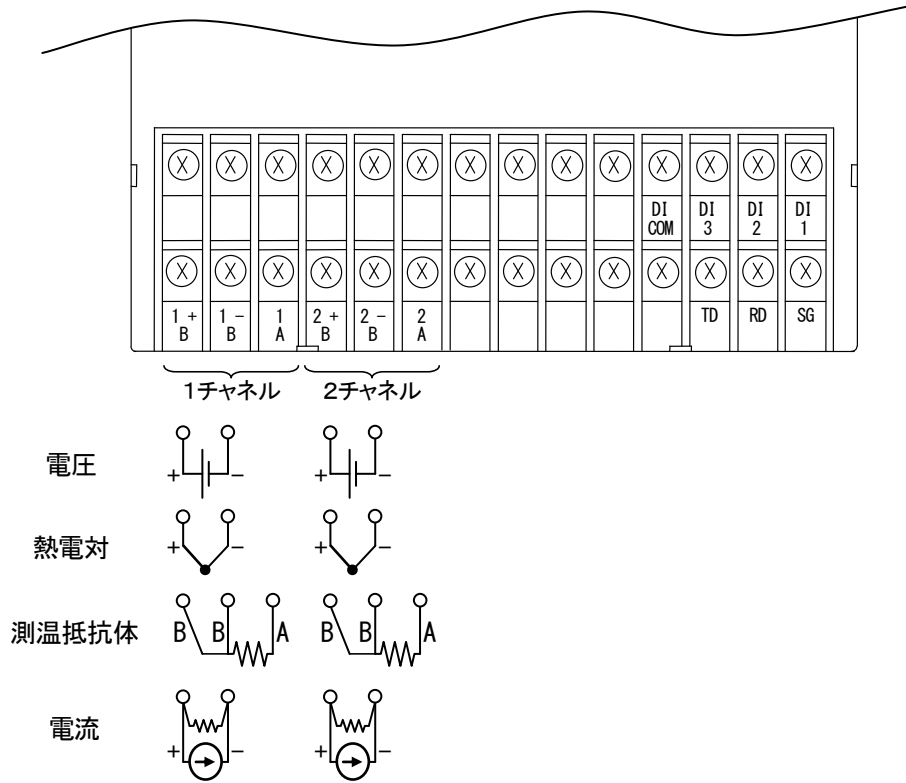 DI DI DI DI
COM 3 2 1
1 + 1 − 1 2 + 2 − 2 TD RD SG
B B A B B A
1チャネル 2チャネル
電圧 + − + −
熱電対 + − + −
測温抵抗体 B B A B B A
電流 + − + −